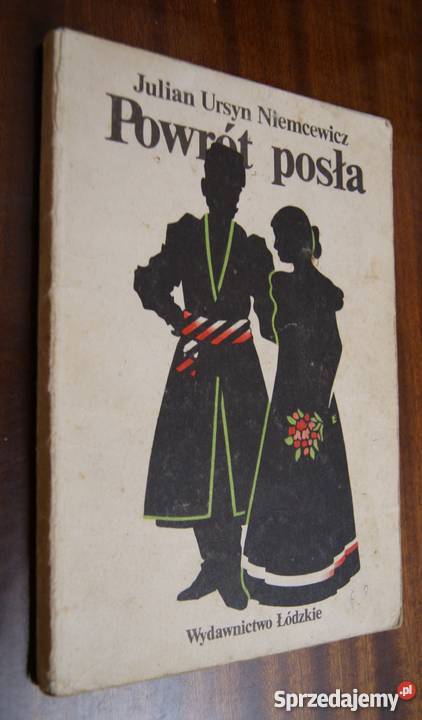 Julian Ursyn Niemcewicz
Powrót posła
Wydawnictwo Łódzkie
Sprzedajemy.pl